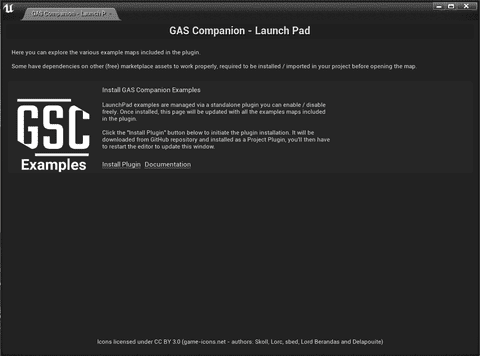 GAS Companion - Launch P
GAS Companion - Launch Pad
Here you can explore the various example maps included in the plugin.
Some have dependencies on other (free) marketplace assets to work properly, required to be installed / imported in your project before opening the map.
GSC
Examples
Install GAS Companion Examples
LaunchPad examples are managed via a standalone plugin you can enable / disable
freely. Once installed, this page will be updated with all the examples maps included
in the plugin.
Click the "Install Plugin" button below to initiate the plugin installation. It will be
downloaded from GitHub repository and installed as a Project Plugin, you'll then have
to restart the editor to update this window.
Install Plugin Documentation
Icons licensed under CC BY 3.0 (game-icons.net - authors: Skoll, Lorc, sbed, Lord Berandas and Delapouite)